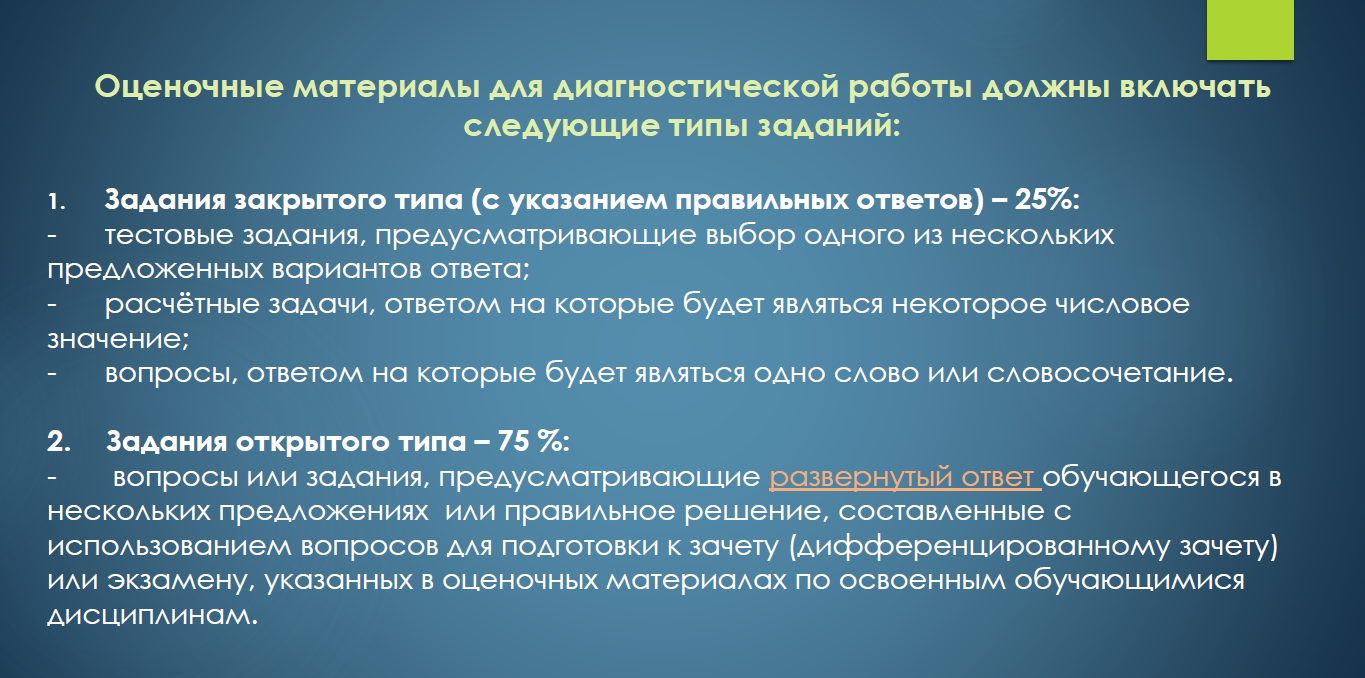 Оценочные материалы для диагностической работы должны включать
следующие типы заданий:
1. Задания закрытого типа (с указанием правильных ответов) – 25%:
- тестовые задания, предусматривающие выбор одного из нескольких
предложенных вариантов ответа;
- расчётные задачи, ответом на которые будет являться некоторое числовое
значение;
- вопросы, ответом на которые будет являться одно слово или словосочетание.
2. Задания открытого типа – 75 %:
- вопросы или задания, предусматривающие развернутый ответ обучающегося в
нескольких предложениях или правильное решение, составленные с
использованием вопросов для подготовки к зачету (дифференцированному зачету)
или экзамену, указанных в оценочных материалах по освоенным обучающимися
дисциплинам.